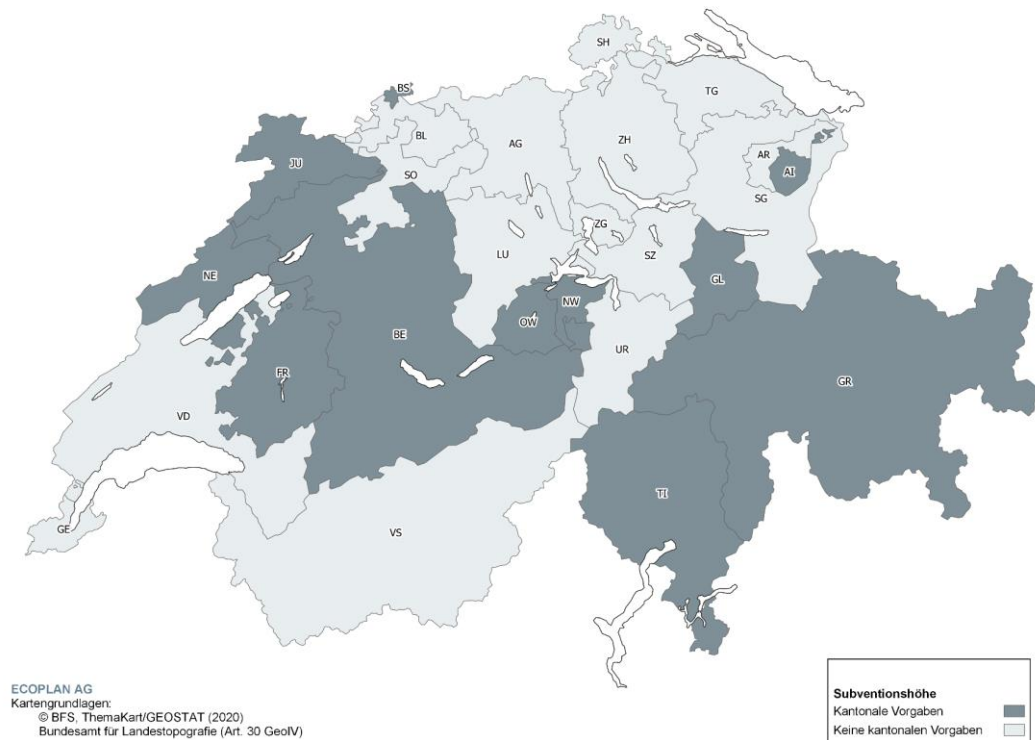 SH
BS
TG
BL
AG
ZH
JU
AR
AI
SO
SG
ZG
LU
SZ
NE
GL
NW
OW
BE
UR
FR
GR
VD
TI
GE
VS
ECOPLAN AG
Kartengrundlagen:
© BFS, ThemaKart/GEOSTAT (2020)
Bundesamt für Landestopografie (Art. 30 GeoIV)
Subventionshöhe
Kantonale Vorgaben
Keine kantonalen Vorgaben